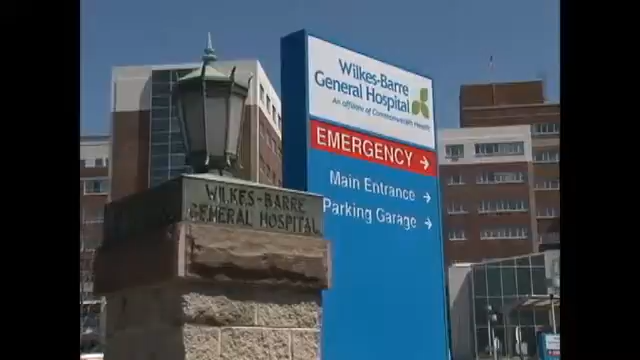 Wilkes-Barre
General Hospital
An affiliate of Commonwealth Health
EMERGENCY →
Main Entrance →
Parking Garage →
WILKES-BARRE
GENERAL HOSPITAL